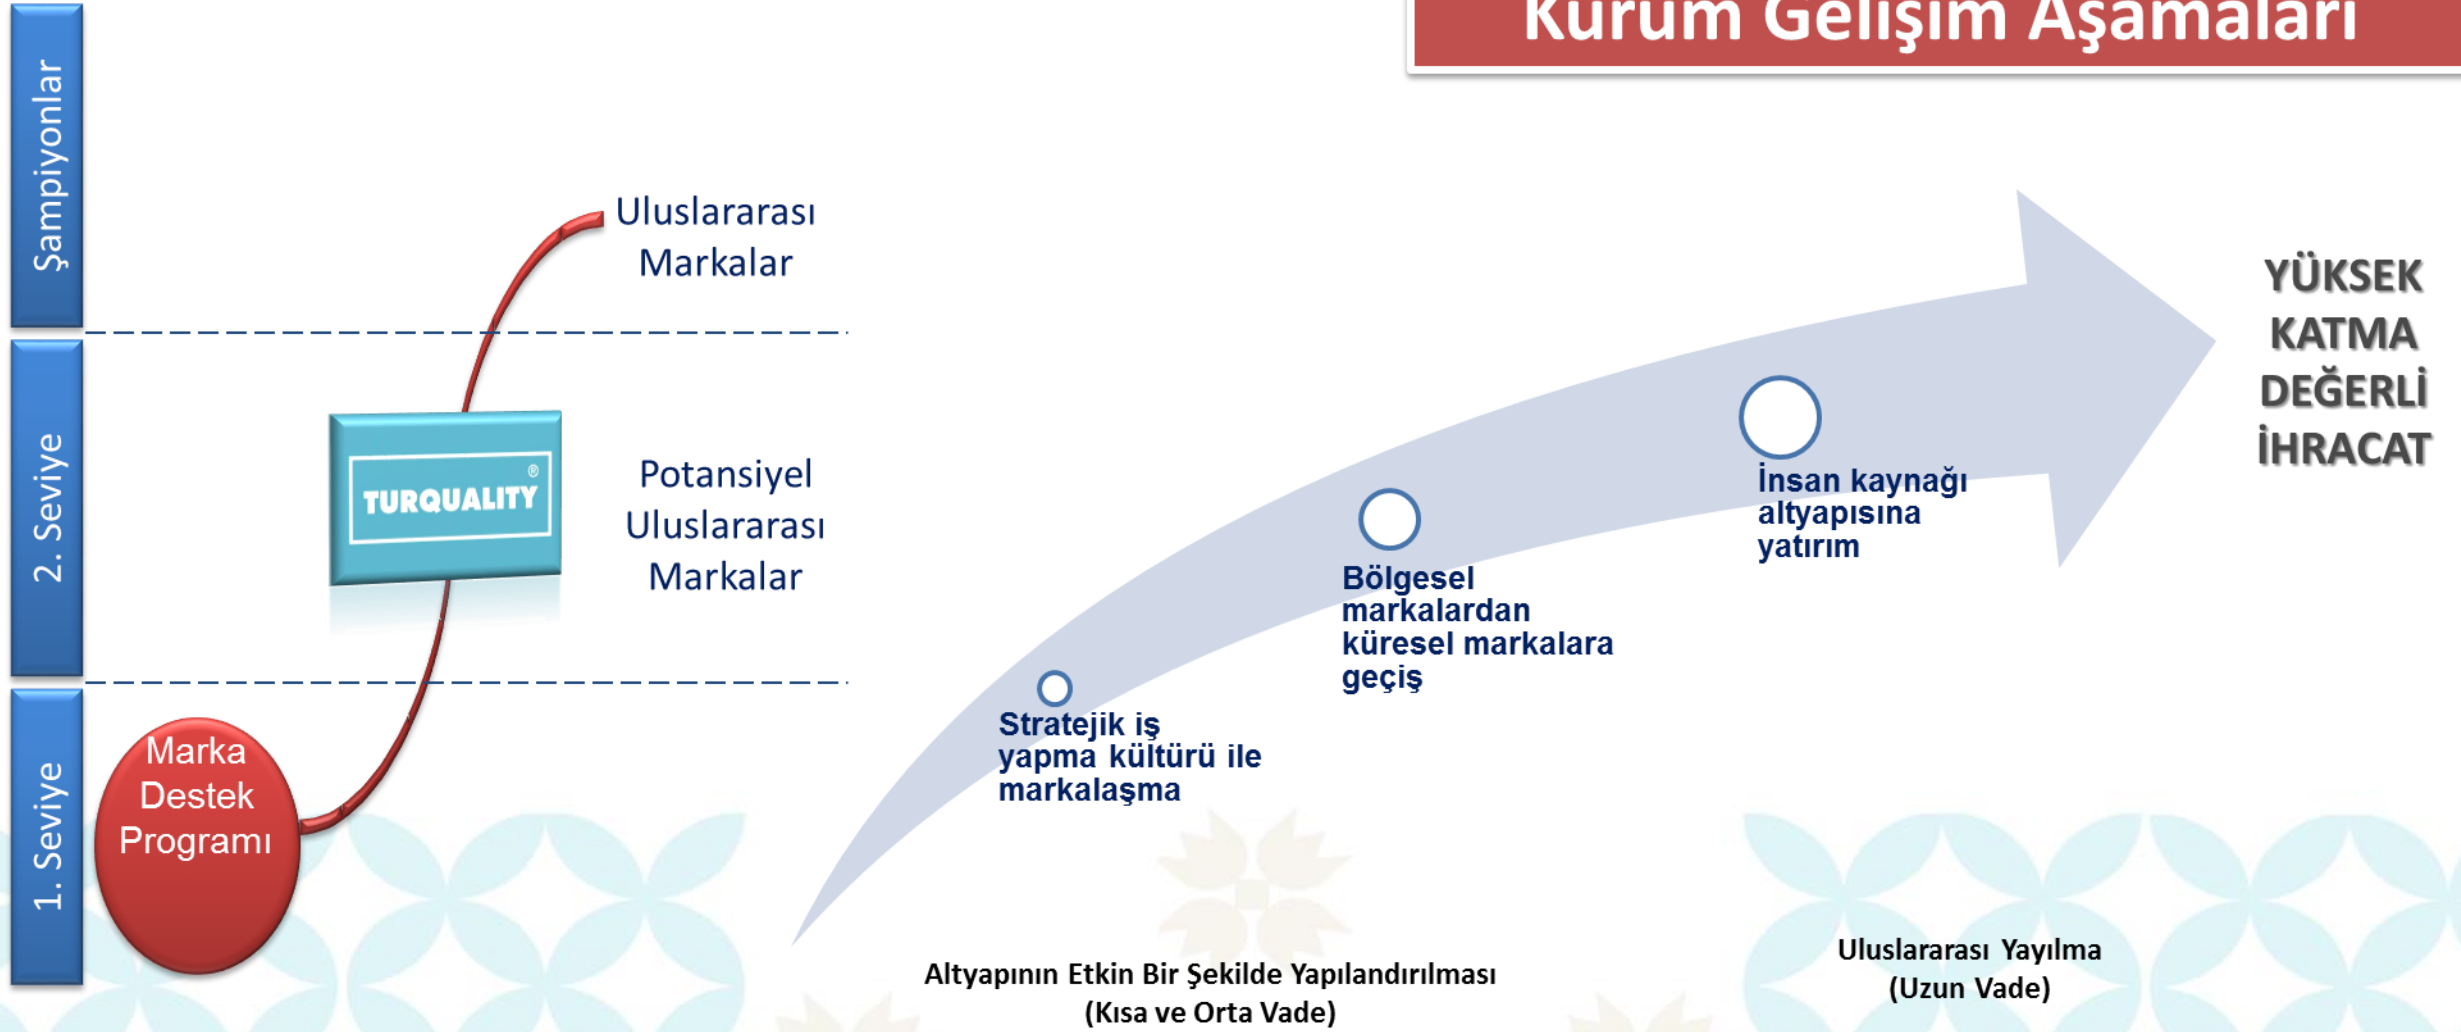 Kurum Gelişim Aşamaları
Şampiyonlar
Uluslararası
Markalar
2. Seviye
TURQUALITY®
Potansiyel
Uluslararası
Markalar
1. Seviye
Marka
Destek
Programı
Stratejik iş
yapma kültürü ile
markalaşma
Bölgesel
markalardan
küresel markalara
geçiş
İnsan kaynağı
altyapısına
yatırım
YÜKSEK
KATMA
DEĞERLİ
İHRACAT
Altyapının Etkin Bir Şekilde Yapılandırılması
(Kısa ve Orta Vade)
Uluslararası Yayılma
(Uzun Vade)